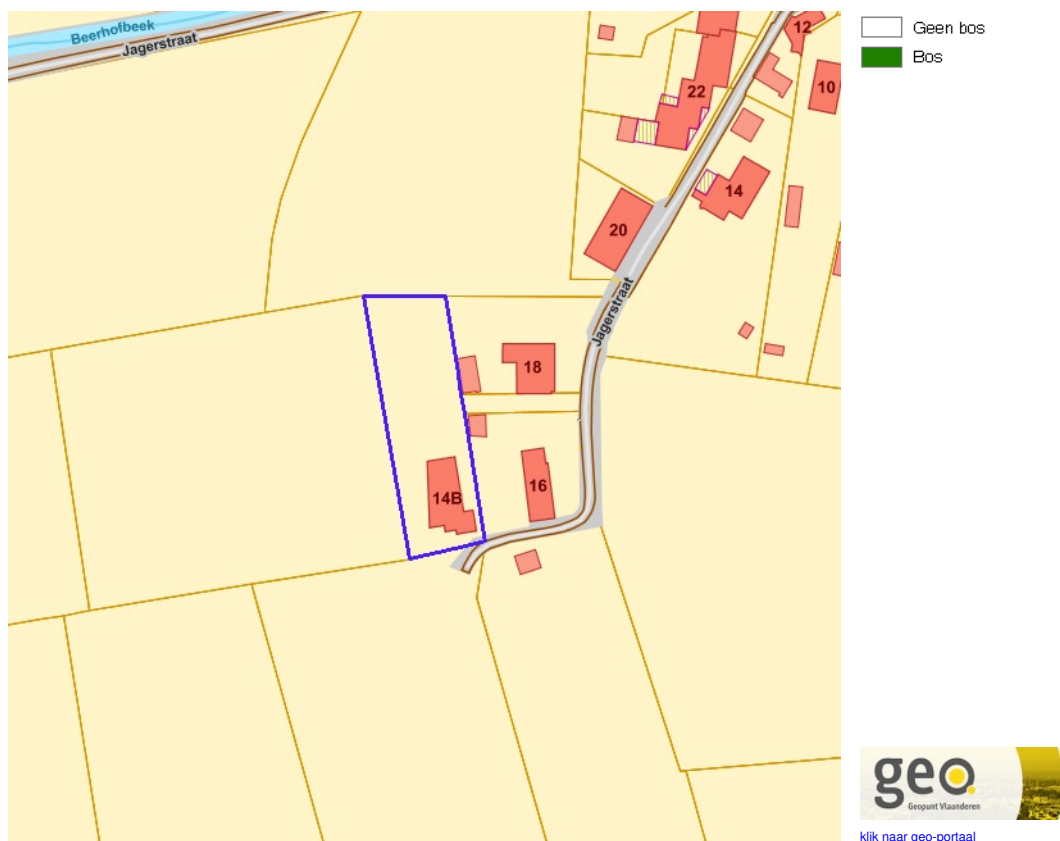 Beerhofbeek
Jagerstraat
12
22
10
14
20
Jagerstraat
18
14B
16
Geen bos
Bos
geo.
Geopunt Vlaanderen
klik naar geo-portaal